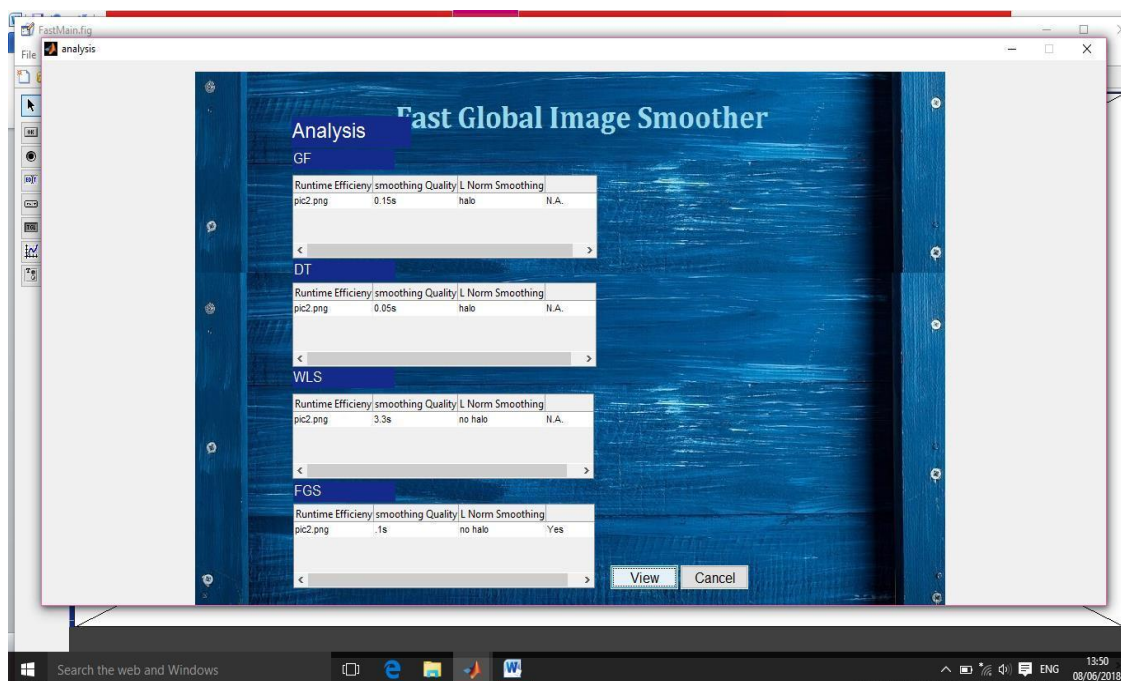 FastMain.fig
File
analysis
Fast Global Image Smoother
Analysis
GF
Runtime Efficieny smoothing Quality L Norm Smoothing
pic2.png 0.15s halo N.A.
DT
Runtime Efficieny smoothing Quality L Norm Smoothing
pic2.png 0.05s halo N.A.
WLS
Runtime Efficieny smoothing Quality L Norm Smoothing
pic2.png 3.3s no halo N.A.
FGS
Runtime Efficieny smoothing Quality L Norm Smoothing
pic2.png .1s no halo Yes
View Cancel
Search the web and Windows
ENG
13:50
08/06/2018